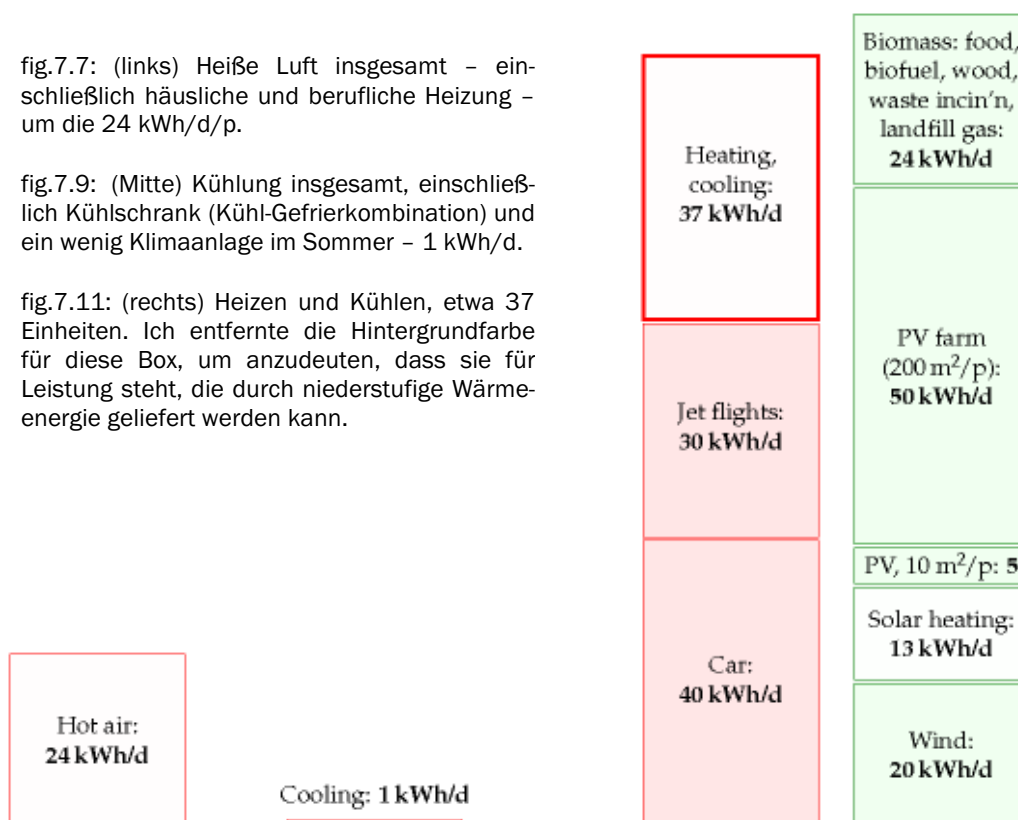 fig.7.7: (links) Heiße Luft insgesamt – ein-
schließlich häusliche und berufliche Heizung –
um die 24 kWh/d/p.
fig.7.9: (Mitte) Kühlung insgesamt, einschließ-
lich Kühlschrank (Kühl-Gefrierkombination) und
ein wenig Klimaanlage im Sommer – 1 kWh/d.
fig.7.11: (rechts) Heizen und Kühlen, etwa 37
Einheiten. Ich entfernte die Hintergrundfarbe
für diese Box, um anzudeuten, dass sie für
Leistung steht, die durch niederstufige Wärme-
energie geliefert werden kann.
Hot air:
24 kWh/d
Cooling: 1 kWh/d
Heating,
cooling:
37 kWh/d
Jet flights:
30 kWh/d
Car:
40 kWh/d
Biomass: food,
biofuel, wood,
waste incin'n,
landfill gas:
24 kWh/d
PV farm
(200 m²/p):
50 kWh/d
PV, 10 m²/p: 5
Solar heating:
13 kWh/d
Wind:
20 kWh/d